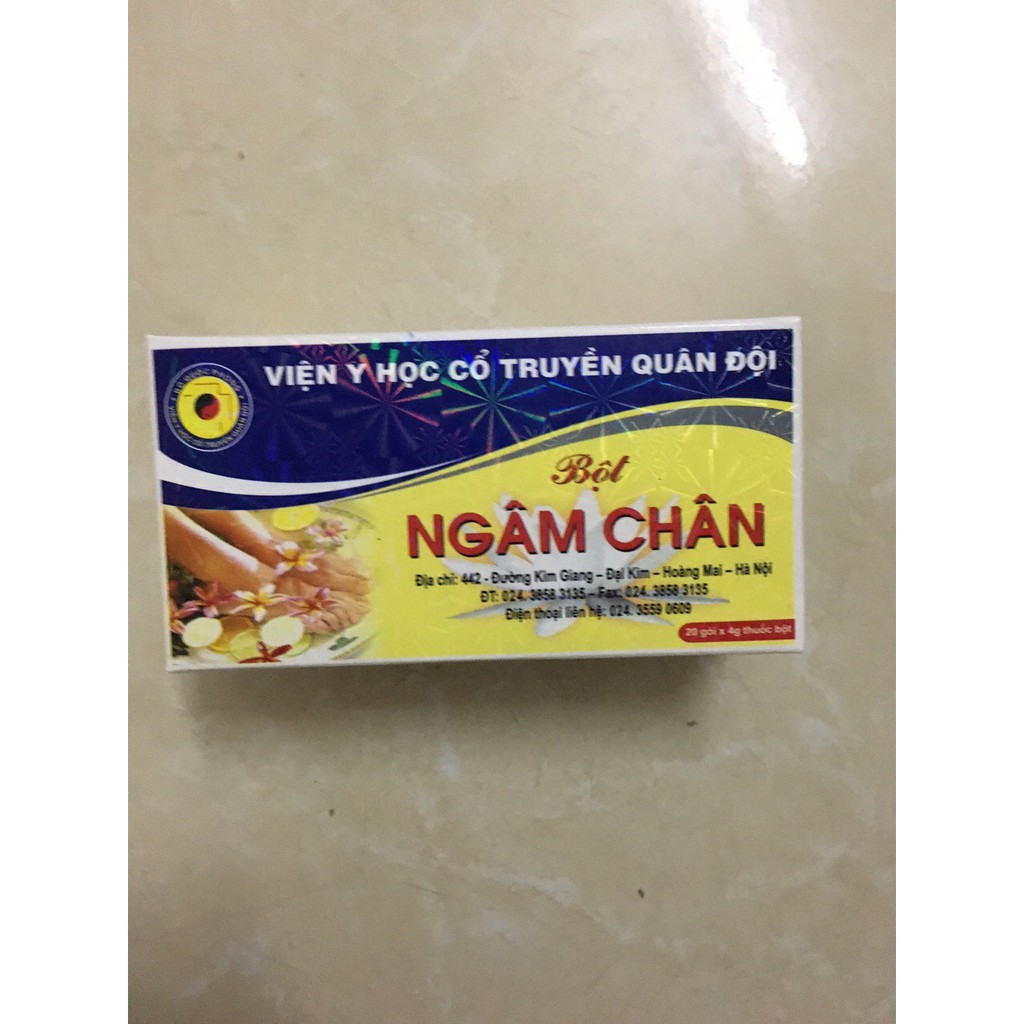 VIỆN Y HỌC CỔ TRUYỀN QUÂN ĐỘI
Bột
NGÂM CHÂN
Địa chỉ: 442 - Đường Kim Giang – Đại Kim – Hoàng Mai – Hà Nội
ĐT: 024. 3858 3135 – Fax: 024. 3858 3135
Điện thoại liên hệ: 024. 3559 0609
20 gói x 4g thuốc bột